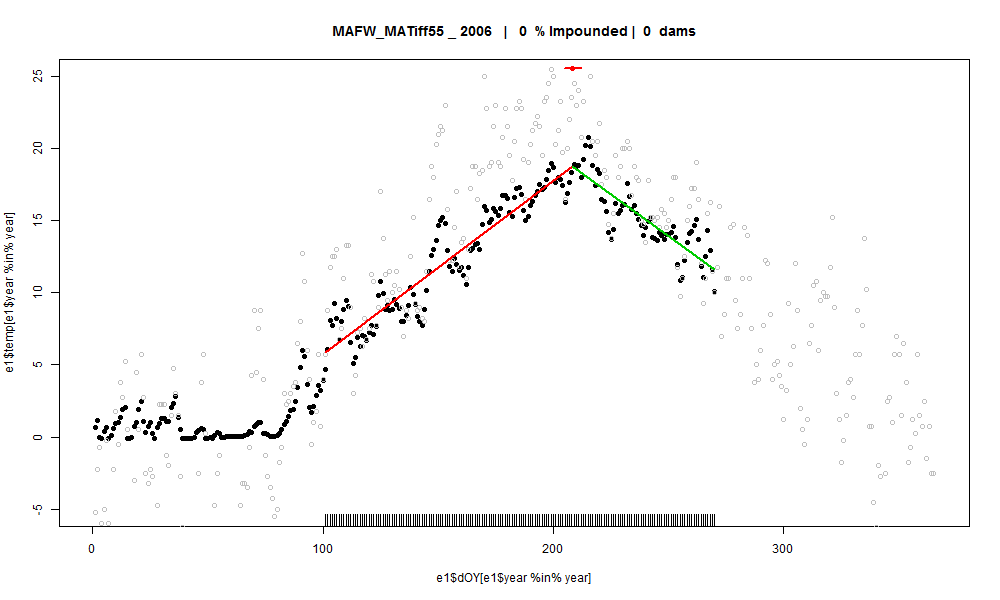 MAFW_MATiff55 _ 2006 | 0 % Impounded | 0 dams
e1$temp[e1$year %in% year]
25
20
15
10
5
0
-5
0 100 200 300
e1$dOY[e1$year %in% year]